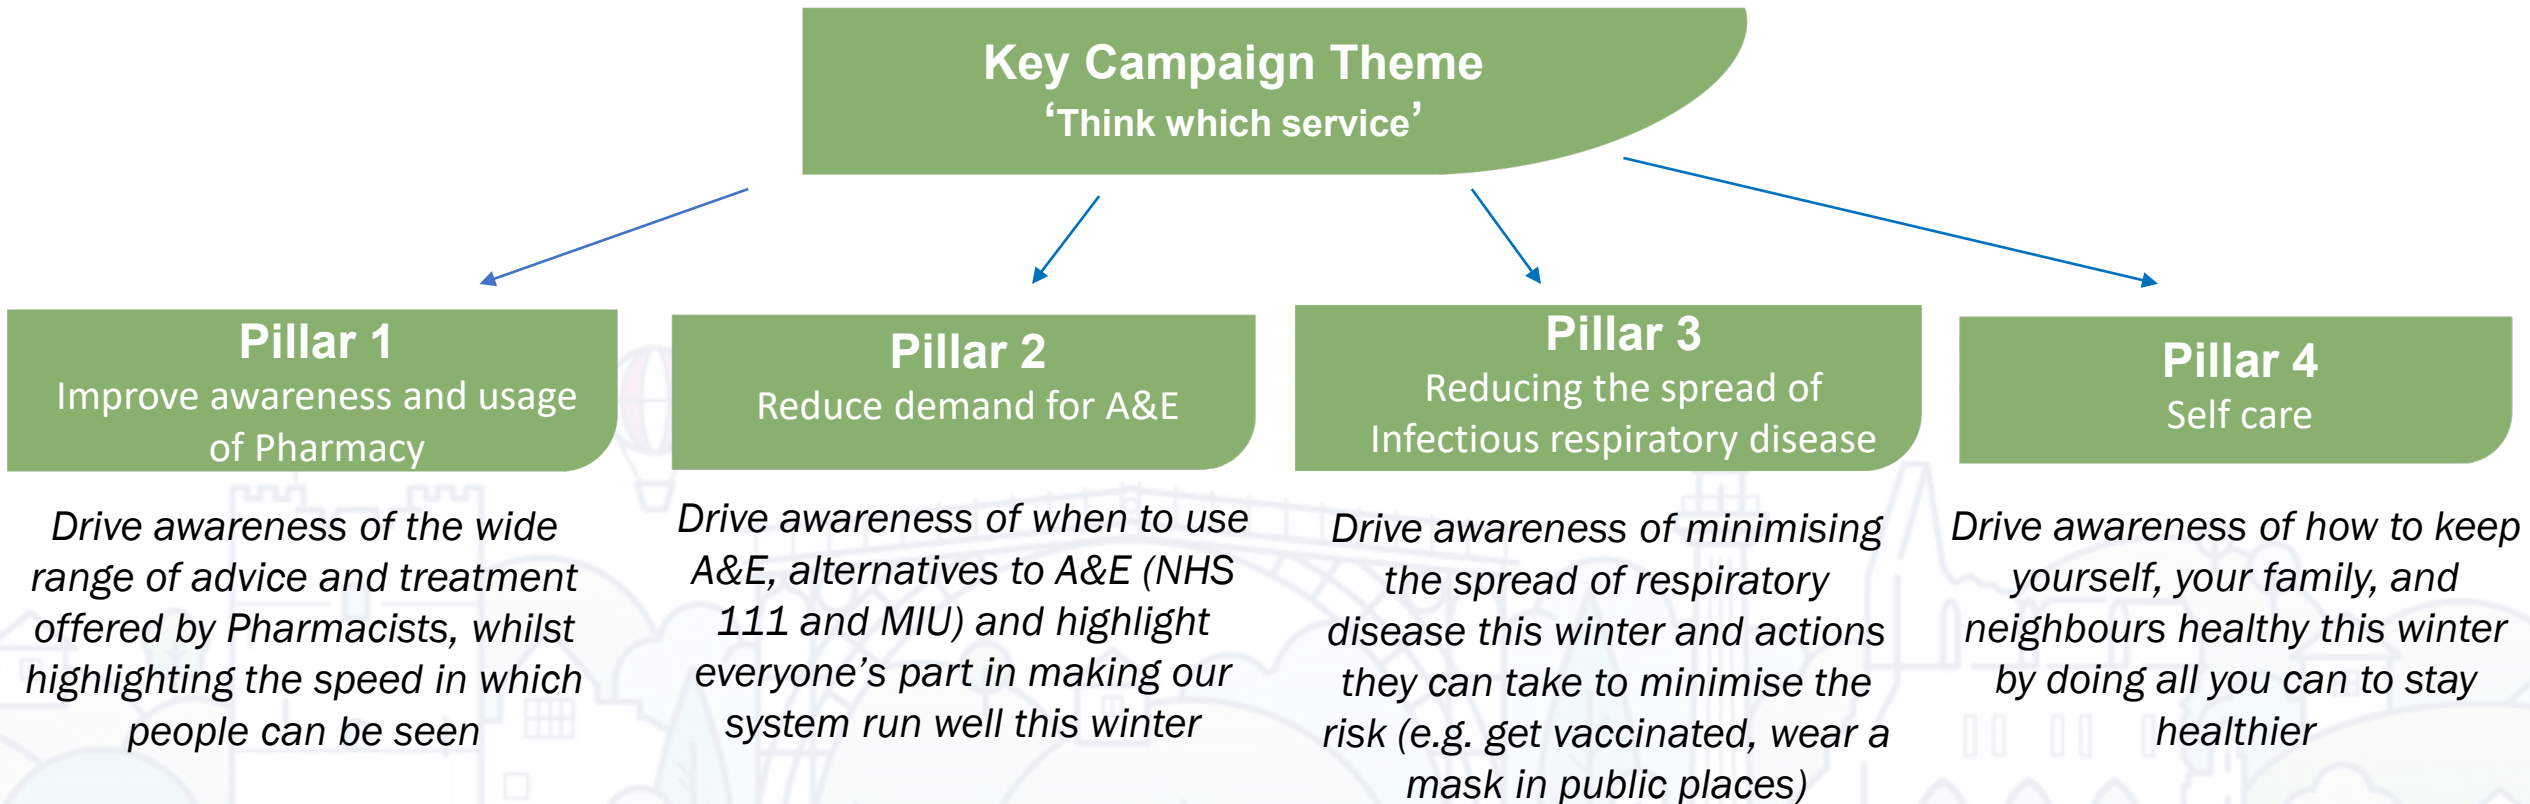 Key Campaign Theme
‘Think which service’
Pillar 1
Improve awareness and usage
of Pharmacy
Drive awareness of the wide
range of advice and treatment
offered by Pharmacists, whilst
highlighting the speed in which
people can be seen
Pillar 2
Reduce demand for A&E
Drive awareness of when to use
A&E, alternatives to A&E (NHS
111 and MIU) and highlight
everyone’s part in making our
system run well this winter
Pillar 3
Reducing the spread of
Infectious respiratory disease
Drive awareness of minimising
the spread of respiratory
disease this winter and actions
they can take to minimise the
risk (e.g. get vaccinated, wear a
mask in public places)
Pillar 4
Self care
Drive awareness of how to keep
yourself, your family, and
neighbours healthy this winter
by doing all you can to stay
healthier